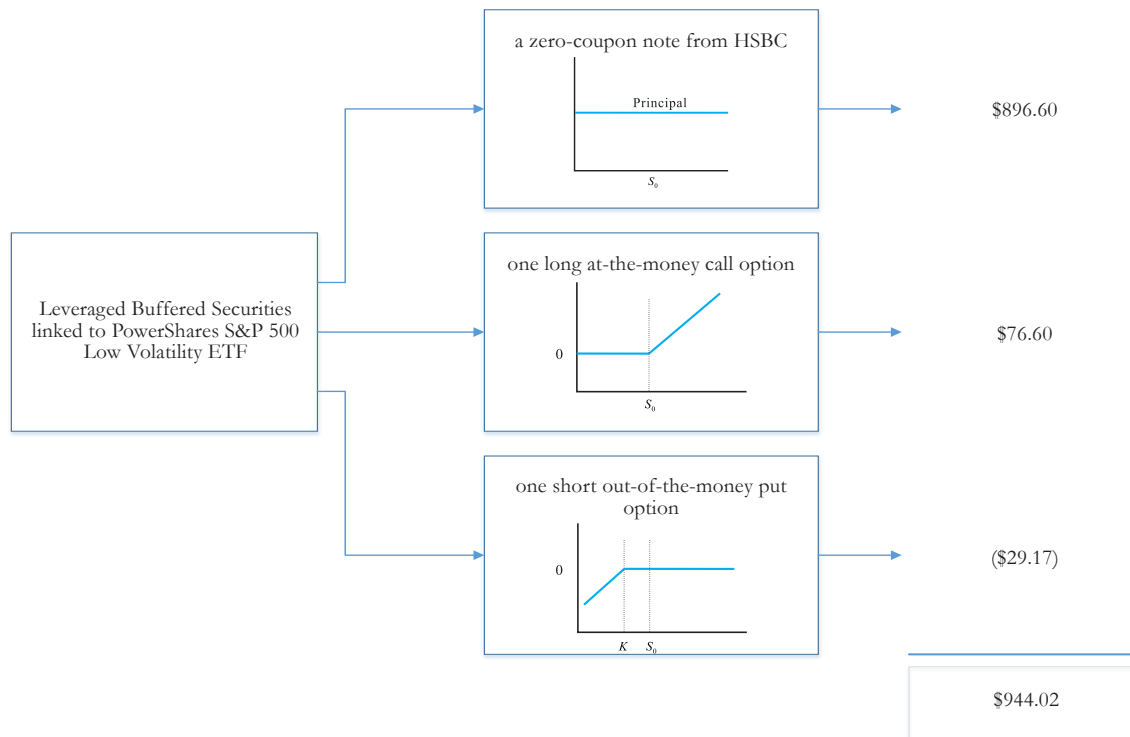 a zero-coupon note from HSBC
Principal
S₀
$896.60
Leveraged Buffered Securities
linked to PowerShares S&P 500
Low Volatility ETF
one long at-the-money call option
0
S₀
$76.60
one short out-of-the-money put
option
0
K S₀
($29.17)
$944.02